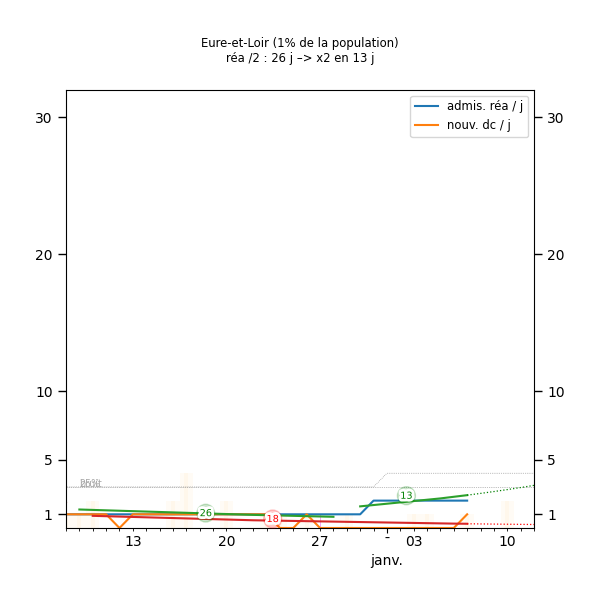 Eure-et-Loir (1% de la population)
réa /2 : 26 j –> x2 en 13 j
admis. réa / j
nouv. dc / j
30 30
20 20
10 10
5 5
1 1
26
18
13
13 20 27 - 03 10
janv.